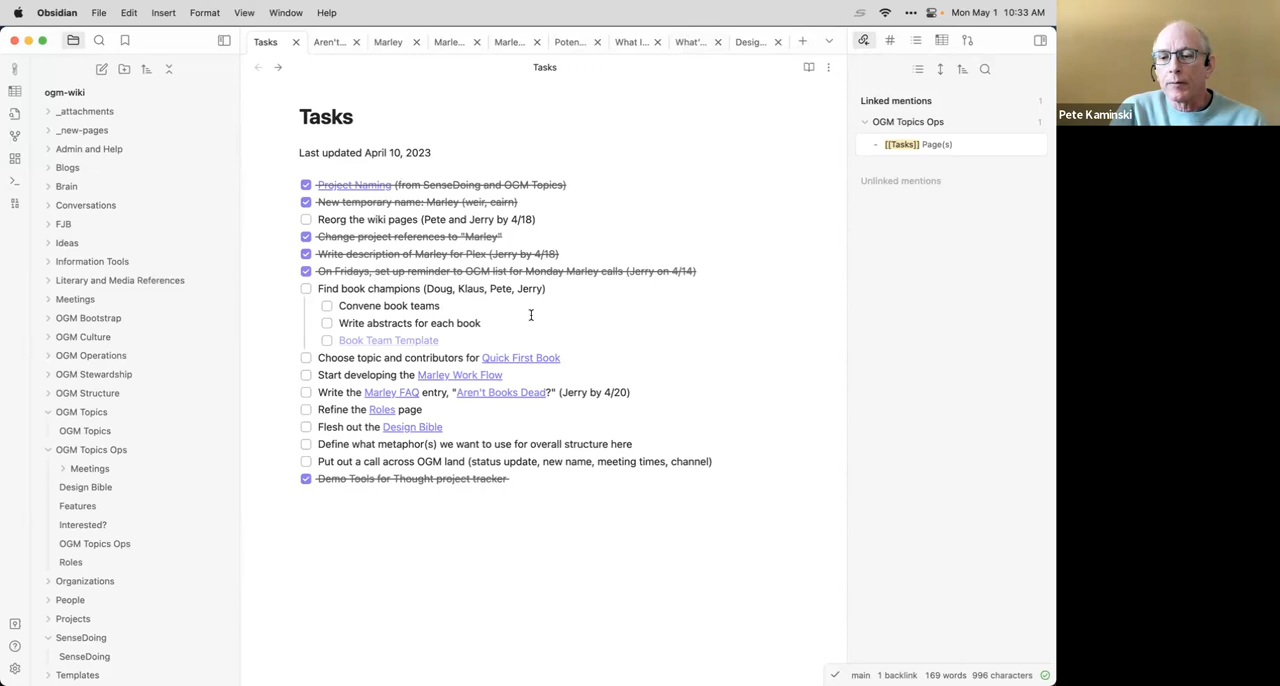 Obsidian File Edit Insert Format View Window Help
Mon May 1 10:33 AM
Tasks
Aren't...
Marley
Marle...
Marle...
Poten...
What I...
What'...
Desig...
Tasks
ogm-wiki
_attachments
_new-pages
Admin and Help
Blogs
Brain
Conversations
FJB
Ideas
Information Tools
Literary and Media References
Meetings
OGM Bootstrap
OGM Culture
OGM Operations
OGM Stewardship
OGM Structure
OGM Topics
OGM Topics
OGM Topics Ops
Meetings
Design Bible
Features
Interested?
OGM Topics Ops
Roles
Organizations
People
Projects
SenseDoing
SenseDoing
Templates
Tasks
Last updated April 10, 2023
Project Naming (from SenseDoing and OGM Topics)
New temporary name: Marley (weir, cairn)
Reorg the wiki pages (Pete and Jerry by 4/18)
Change project references to "Marley"
Write description of Marley for Plex (Jerry by 4/18)
On Fridays, set up reminder to OGM list for Monday Marley calls (Jerry on 4/14)
Find book champions (Doug, Klaus, Pete, Jerry)
Convene book teams
Write abstracts for each book
Book Team Template
Choose topic and contributors for Quick First Book
Start developing the Marley Work Flow
Write the Marley FAQ entry, "Aren't Books Dead?" (Jerry by 4/20)
Refine the Roles page
Flesh out the Design Bible
Define what metaphor(s) we want to use for overall structure here
Put out a call across OGM land (status update, new name, meeting times, channel)
Demo Tools for Thought project tracker
Linked mentions 1
OGM Topics Ops 1
- [[Tasks]] Page(s)
Unlinked mentions
main 1 backlink 169 words 996 characters
Pete Kaminski